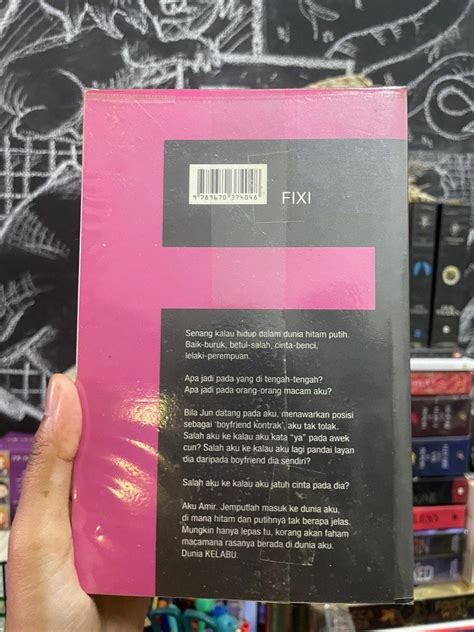 9 789670 374048
FIXI
Senang kalau hidup dalam dunia hitam putih.
Baik-buruk, betul-salah, cinta-benci,
lelaki-perempuan.
Apa jadi pada yang di tengah-tengah?
Apa jadi pada orang-orang macam aku?
Bila Jun datang pada aku, menawarkan posisi
sebagai 'boyfriend kontrak', aku tak tolak.
Salah aku ke kalau aku kata "ya" pada awek
cun? Salah aku ke kalau aku lagi pandai layan
dia daripada boyfriend dia sendiri?
Salah aku ke kalau aku jatuh cinta pada dia?
Aku Amir. Jemputlah masuk ke dunia aku,
di mana hitam dan putihnya tak berapa jelas.
Mungkin hanya lepas tu, korang akan faham
macamana rasanya berada di dunia aku.
Dunia KELABU.